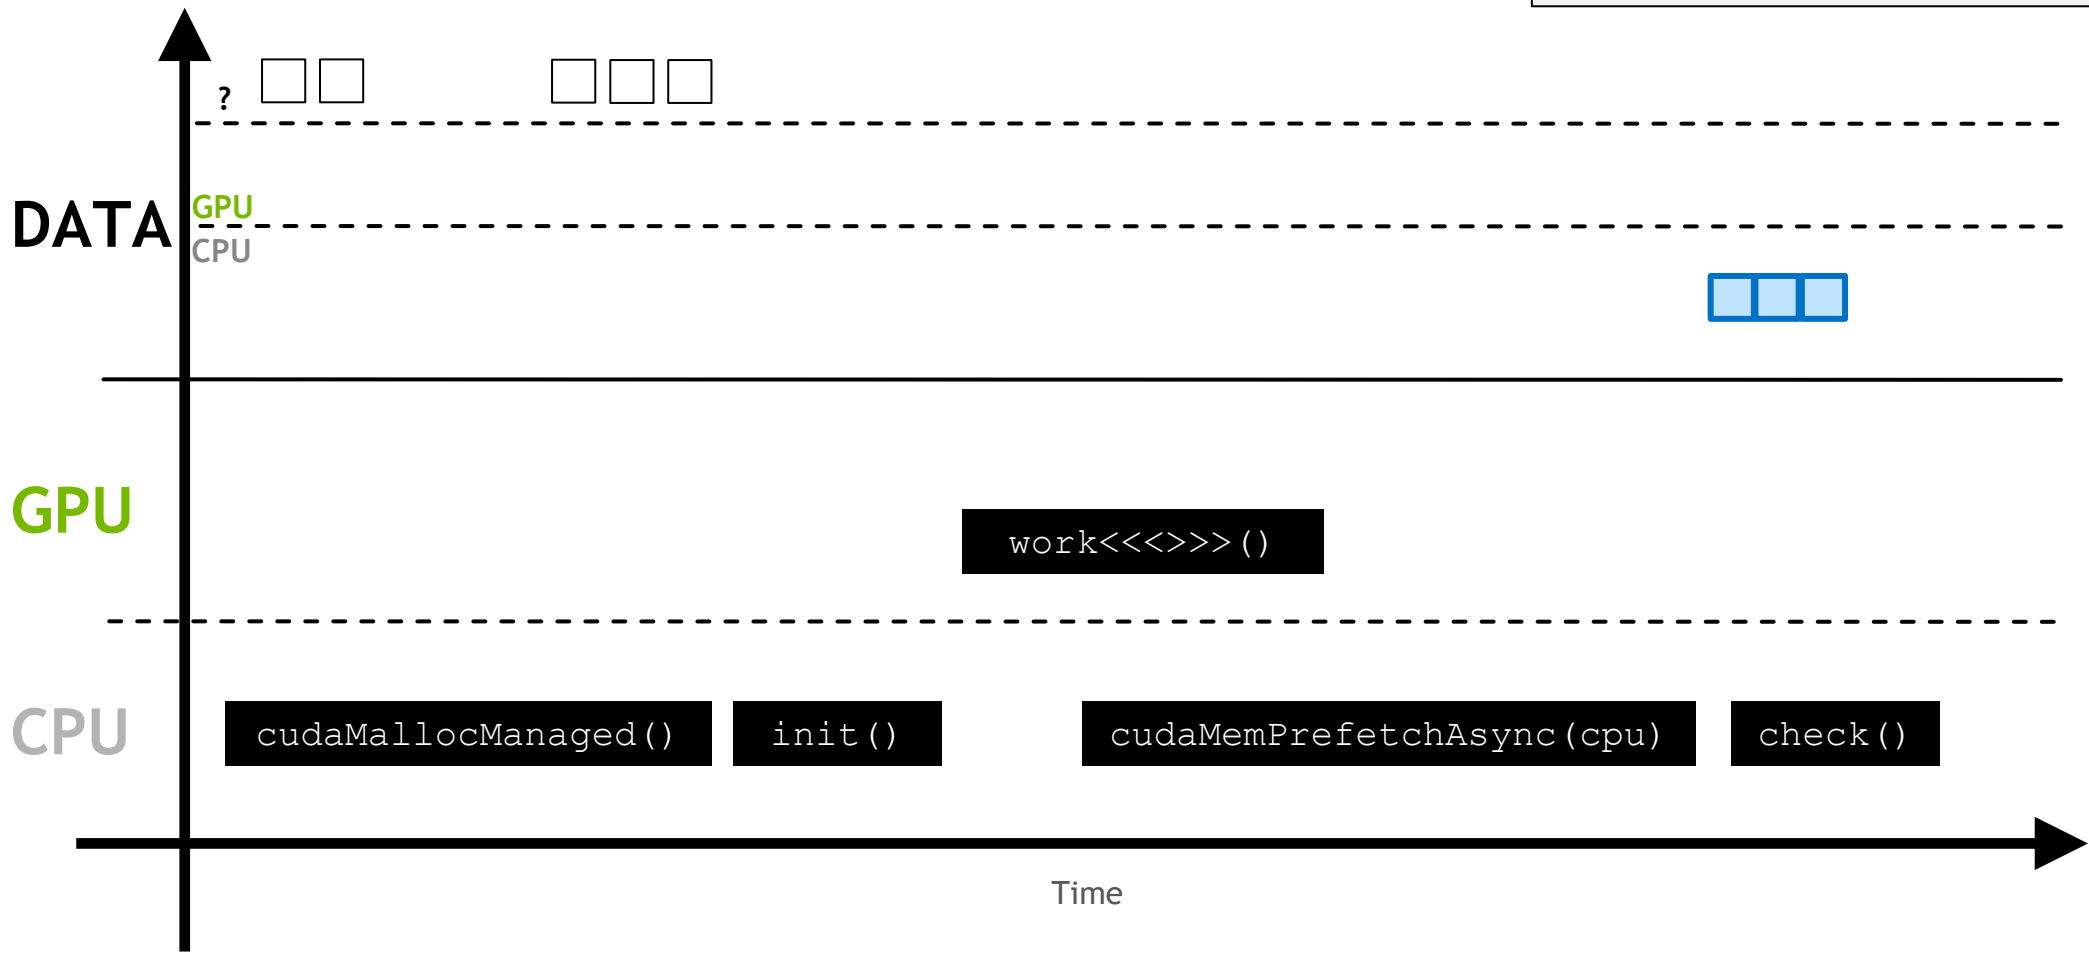 ?
DATA
GPU
CPU
GPU
work<<<>>>()
CPU
cudaMallocManaged()
init()
cudaMemPrefetchAsync(cpu)
check()
Time